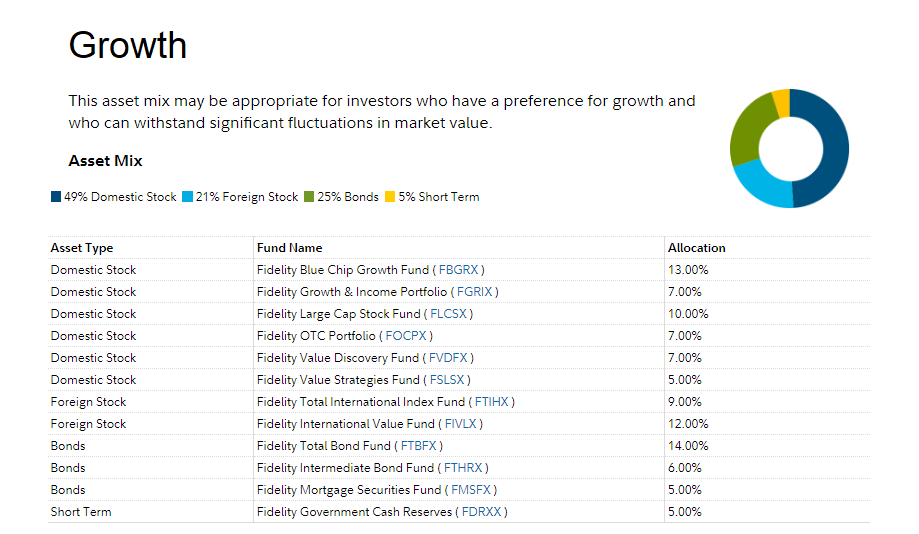 Growth
This asset mix may be appropriate for investors who have a preference for growth and
who can withstand significant fluctuations in market value.
Asset Mix
49% Domestic Stock 21% Foreign Stock 25% Bonds 5% Short Term
Asset Type Fund Name Allocation
Domestic Stock Fidelity Blue Chip Growth Fund ( FBGRX ) 13.00%
Domestic Stock Fidelity Growth & Income Portfolio ( FGRIX ) 7.00%
Domestic Stock Fidelity Large Cap Stock Fund ( FLCSX ) 10.00%
Domestic Stock Fidelity OTC Portfolio ( FOCPX ) 7.00%
Domestic Stock Fidelity Value Discovery Fund ( FVDFX ) 7.00%
Domestic Stock Fidelity Value Strategies Fund ( FSLSX ) 5.00%
Foreign Stock Fidelity Total International Index Fund ( FTIHX ) 9.00%
Foreign Stock Fidelity International Value Fund ( FIVLX ) 12.00%
Bonds Fidelity Total Bond Fund ( FTBFX ) 14.00%
Bonds Fidelity Intermediate Bond Fund ( FTHRX ) 6.00%
Bonds Fidelity Mortgage Securities Fund ( FMSFX ) 5.00%
Short Term Fidelity Government Cash Reserves ( FDRXX ) 5.00%